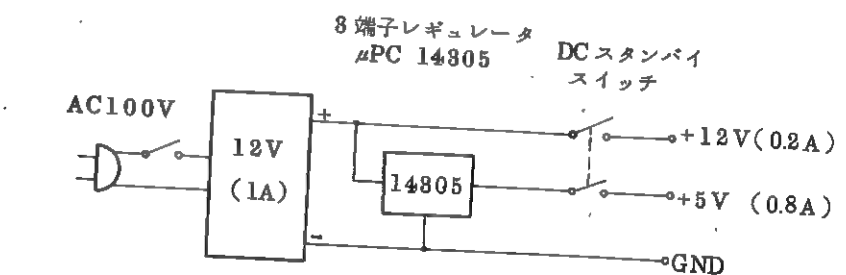 3端子レギュレータ
μPC 14305
DCスタンバイ
スイッチ
AC100V
12V
(1A)
+
-
14305
+12V(0.2A)
+5V (0.8A)
GND